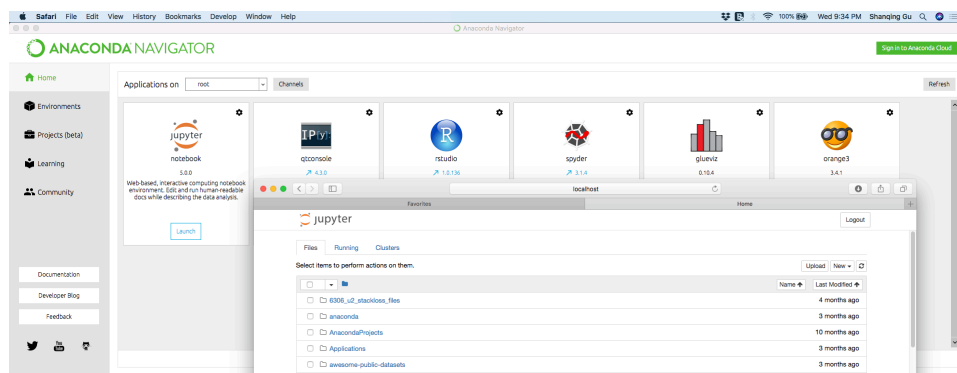 Safari File Edit View History Bookmarks Develop Window Help 100% Wed 9:34 PM Shanqing Gu
Anaconda Navigator
ANACONDA NAVIGATOR
Sign in to Anaconda Cloud
Home
Applications on root Channels Refresh
Environments
Projects (beta)
Learning
Community
Documentation
Developer Blog
Feedback
You Tube
jupyter
notebook
5.0.0
Web-based, interactive computing notebook
environment. Edit and run human-readable
docs while describing the data analysis.
Launch
IP[y]
qtconsole
4.3.0
R
rstudio
1.0.136
spyder
3.1.4
glueviz
0.10.4
orange3
3.4.1
localhost
Favorites Home
jupyter Logout
Files Running Clusters
Select items to perform actions on them. Upload New
Name Last Modified
6306_u2_stackloss_files 4 months ago
anaconda 3 months ago
AnacondaProjects 10 months ago
Applications 3 months ago
awesome-public-datasets 3 months ago